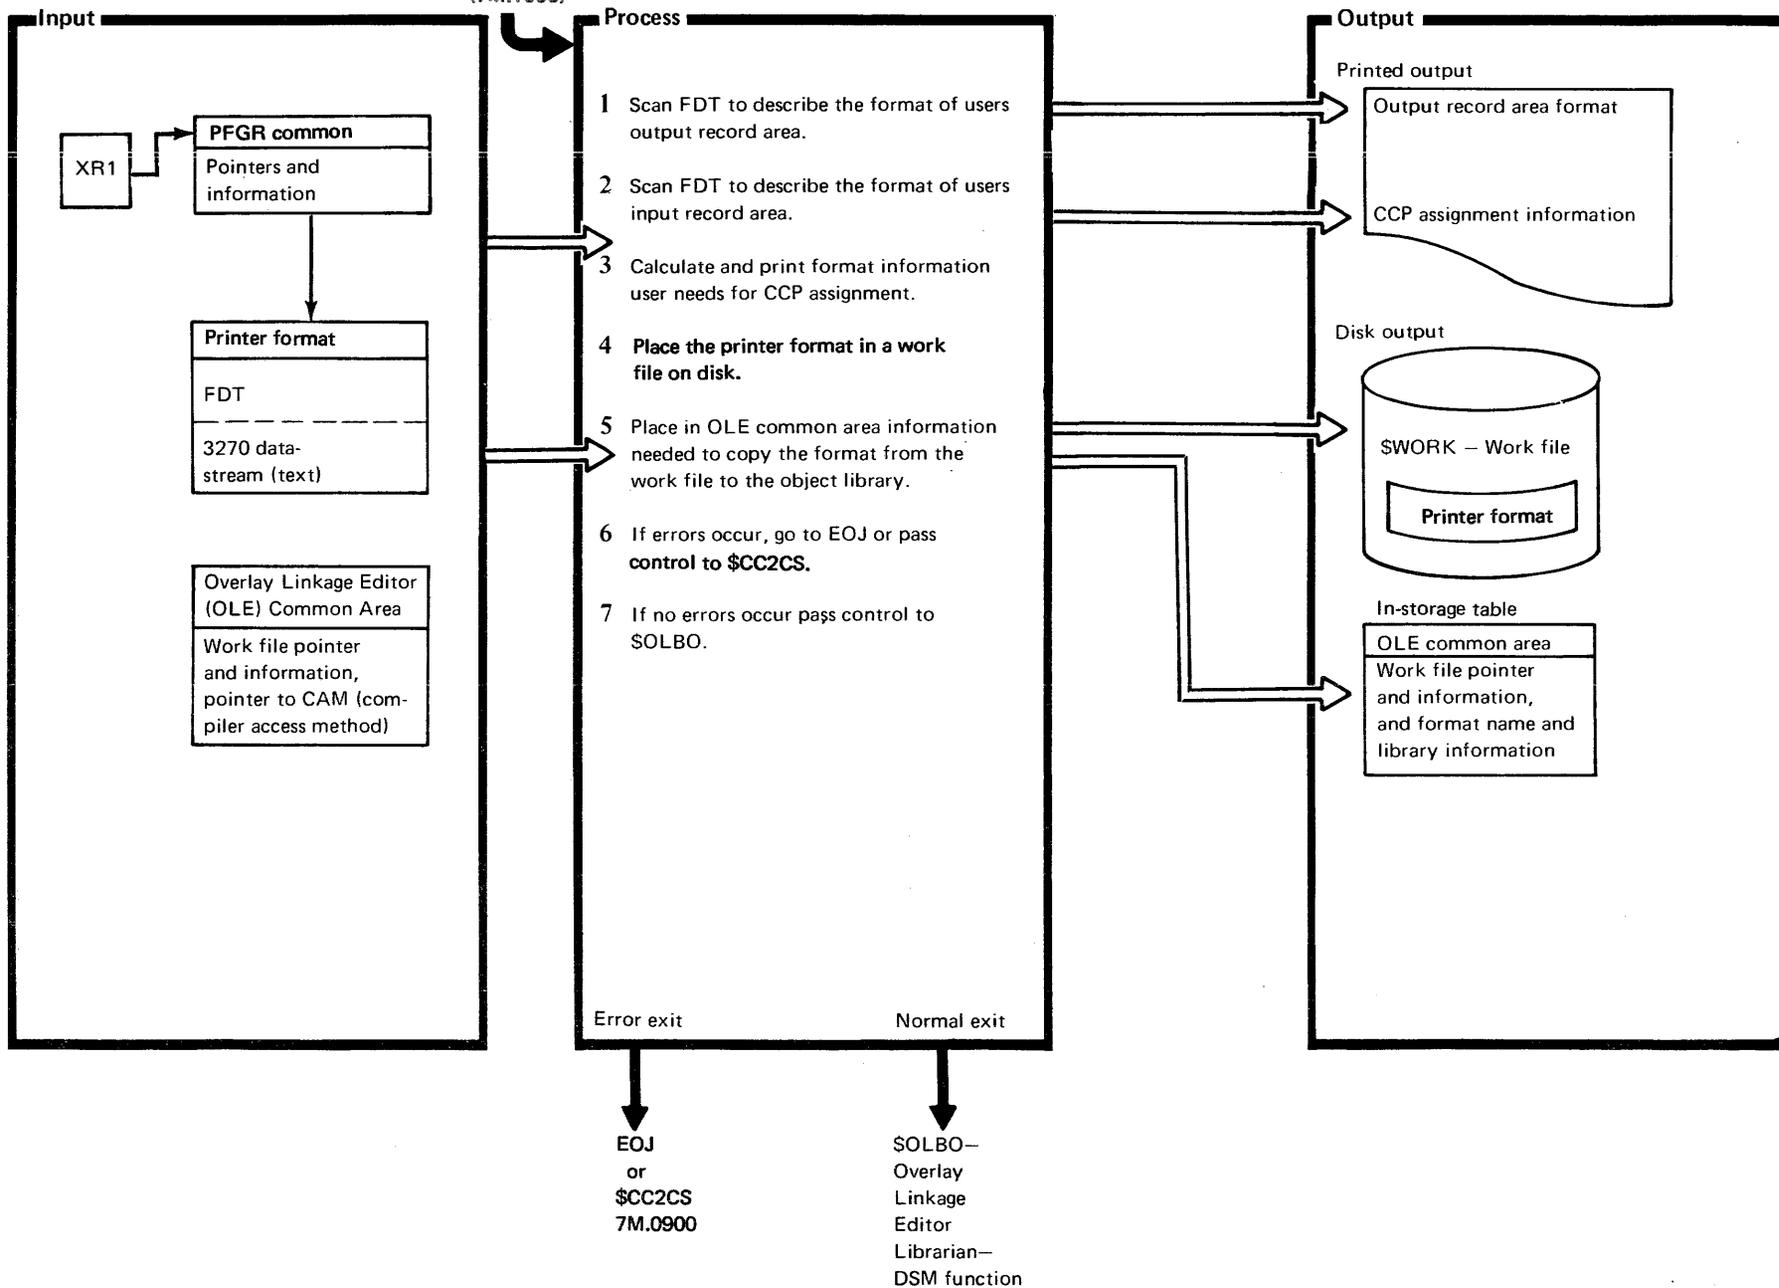 Input
XR1
PFGR common
Pointers and
information
Printer format
FDT
3270 data-
stream (text)
Overlay Linkage Editor
(OLE) Common Area
Work file pointer
and information,
pointer to CAM (com-
piler access method)
Process
1 Scan FDT to describe the format of users
output record area.
2 Scan FDT to describe the format of users
input record area.
3 Calculate and print format information
user needs for CCP assignment.
4 Place the printer format in a work
file on disk.
5 Place in OLE common area information
needed to copy the format from the
work file to the object library.
6 If errors occur, go to EOJ or pass
control to $CC2CS.
7 If no errors occur pass control to
$OLBO.
Error exit
Normal exit
EOJ
or
$CC2CS
7M.0900
$OLBO—
Overlay
Linkage
Editor
Librarian—
DSM function
Output
Printed output
Output record area format
CCP assignment information
Disk output
$WORK — Work file
Printer format
In-storage table
OLE common area
Work file pointer
and information,
and format name and
library information